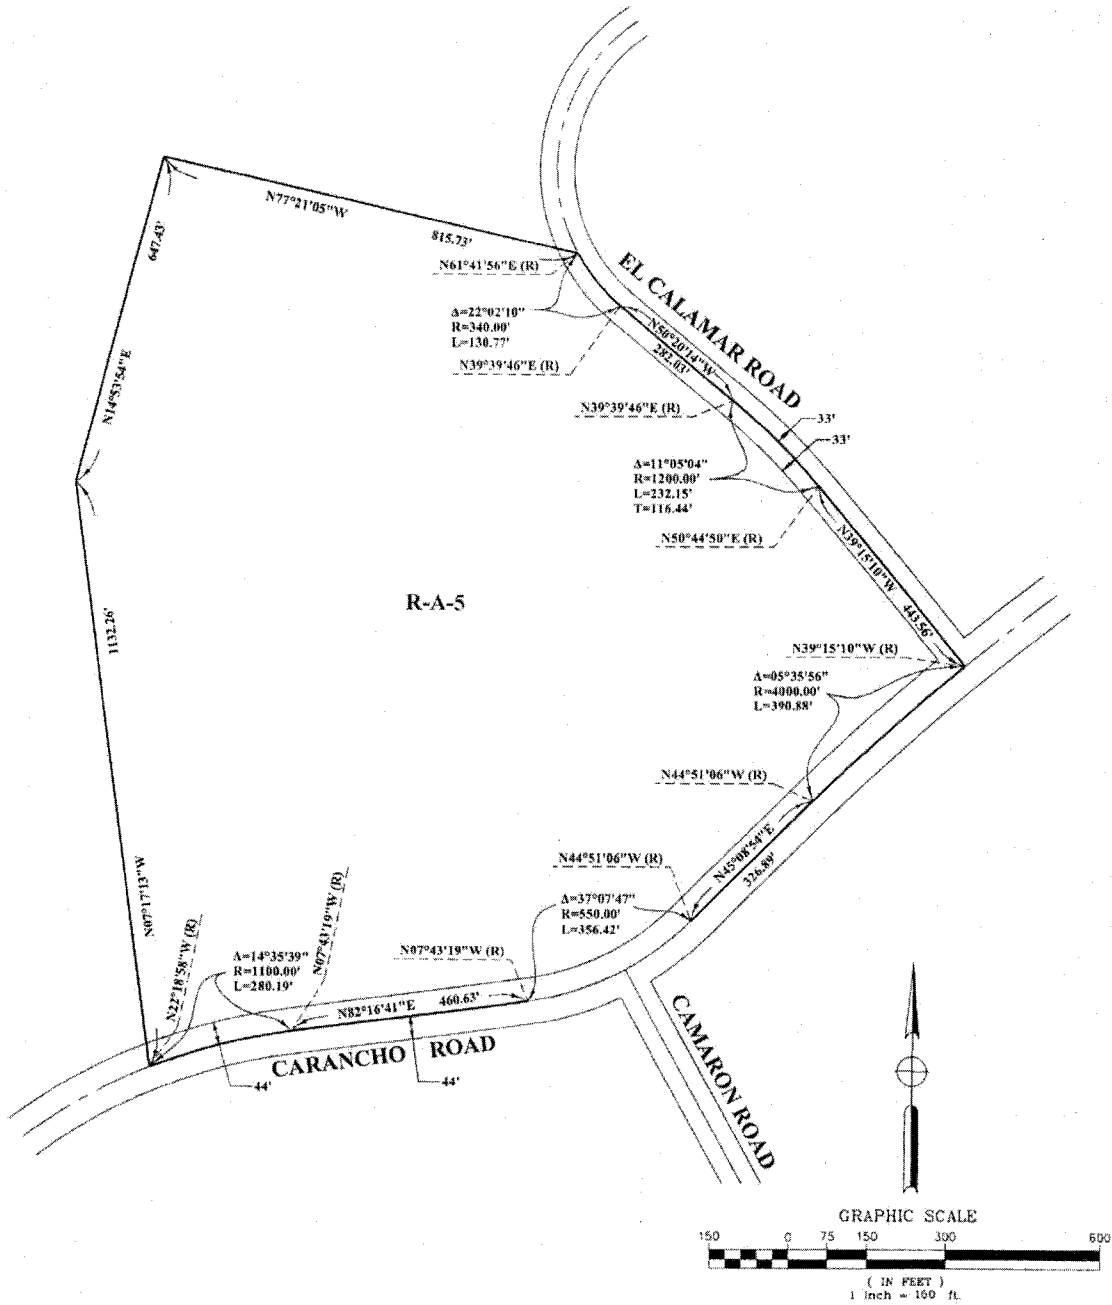 N77°21'05"W
815.73'
647.43'
N14°53'54"E
N61°41'56"E (R)
EL CALAMAR ROAD
Δ=22°02'10"
R=340.00'
L=130.77'
N50°20'14"W
282.03'
N39°39'46"E (R)
N39°39'46"E (R)
33'
33'
Δ=11°05'04"
R=1200.00'
L=232.15'
T=116.44'
N50°44'50"E (R)
N39°15'10"W
443.56'
R-A-5
1132.26'
N07°17'13"W
N39°15'10"W (R)
Δ=05°35'56"
R=4000.00'
L=390.88'
N44°51'06"W (R)
N45°08'54"E
326.89'
N44°51'06"W (R)
Δ=37°07'47"
R=550.00'
L=356.42'
N07°43'19"W (R)
N07°43'19"W (R)
N22°18'58"W (R)
Δ=14°35'39"
R=1100.00'
L=280.19'
N82°16'41"E
460.63'
CARANCHO ROAD
44'
44'
CAMARON ROAD
GRAPHIC SCALE
150 0 75 150 300 600
( IN FEET )
1 inch = 160 ft.